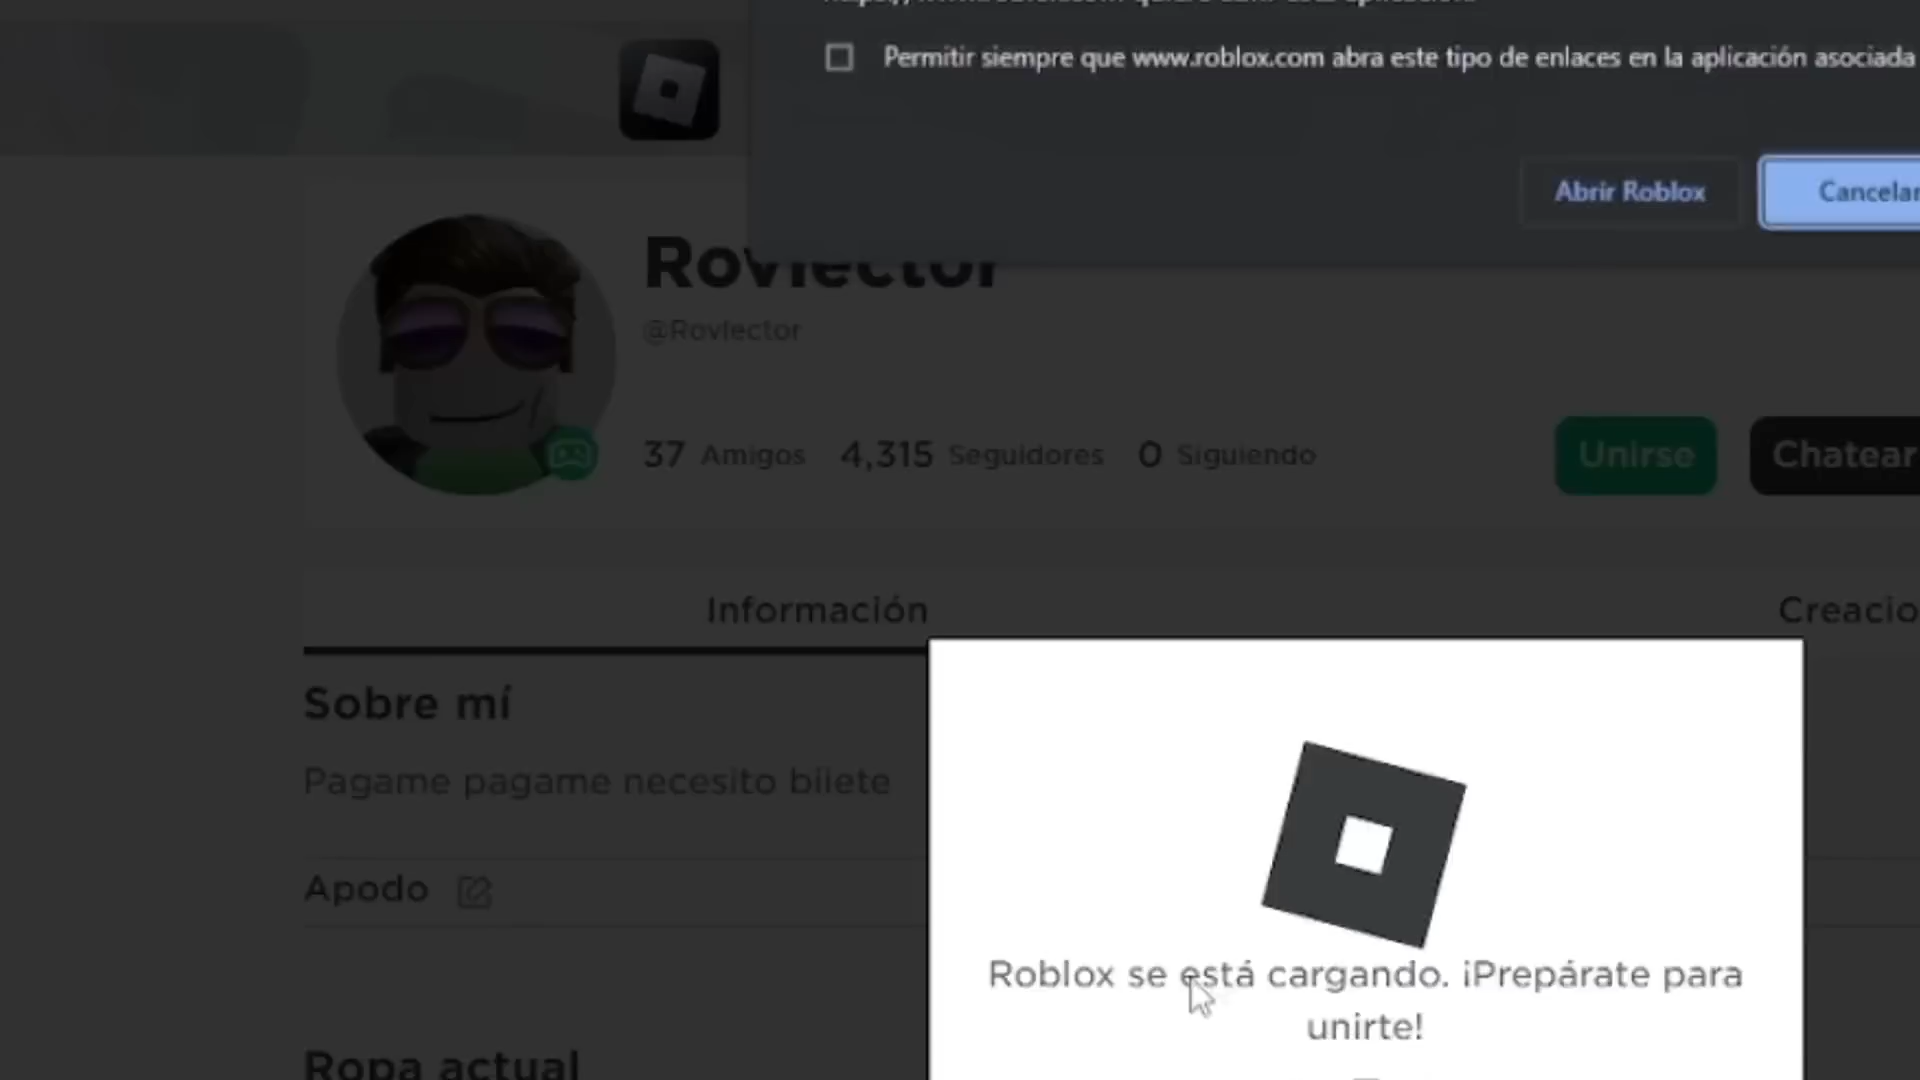 Permitir siempre que www.roblox.com abra este tipo de enlaces en la aplicación asociada
Abrir Roblox
Cancelar
Rovlector
@Rovlector
37 Amigos 4,315 Seguidores 0 Siguiendo
Unirse
Chatear
Información
Creacio
Sobre mí
Pagame pagame necesito biiete
Apodo
Roblox se está cargando. ¡Prepárate para
unirte!
Ropa actual